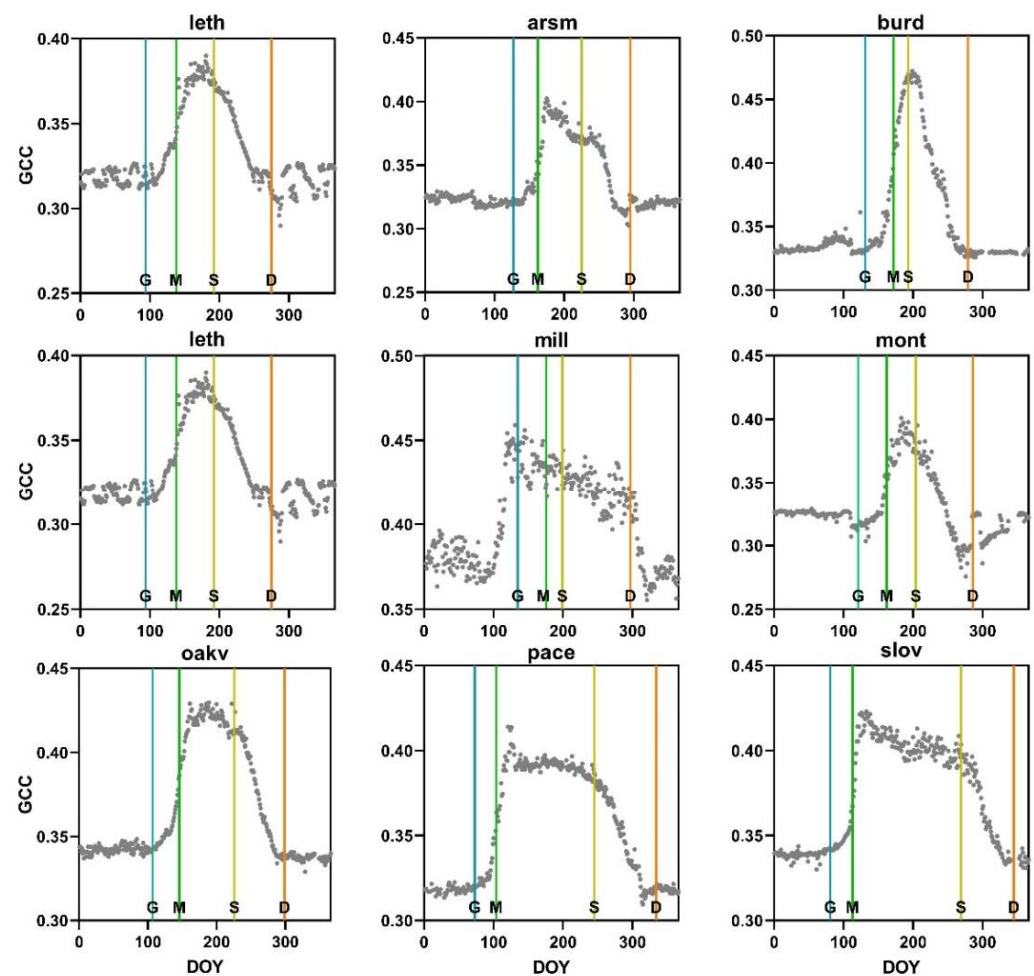 leth arsm burd
0.40 0.45 0.50
0.35 0.40 0.45
GCC
0.35 0.40
0.30 0.30 0.35
G M S D G M S D G M S D
0.25 0.25 0.30
0 100 200 300 0 100 200 300 0 100 200 300
leth mill mont
0.40 0.50 0.45
0.35 0.45 0.40
GCC
0.35
0.30 0.40 0.30
G M S D G M S D G M S D
0.25 0.35 0.25
0 100 200 300 0 100 200 300 0 100 200 300
oakv pace slov
0.45 0.45 0.45
0.40 0.40 0.40
GCC
0.35 0.35 0.35
G M S D G M S D G M S D
0.30 0.30 0.30
0 100 200 300 0 100 200 300 0 100 200 300
DOY DOY DOY